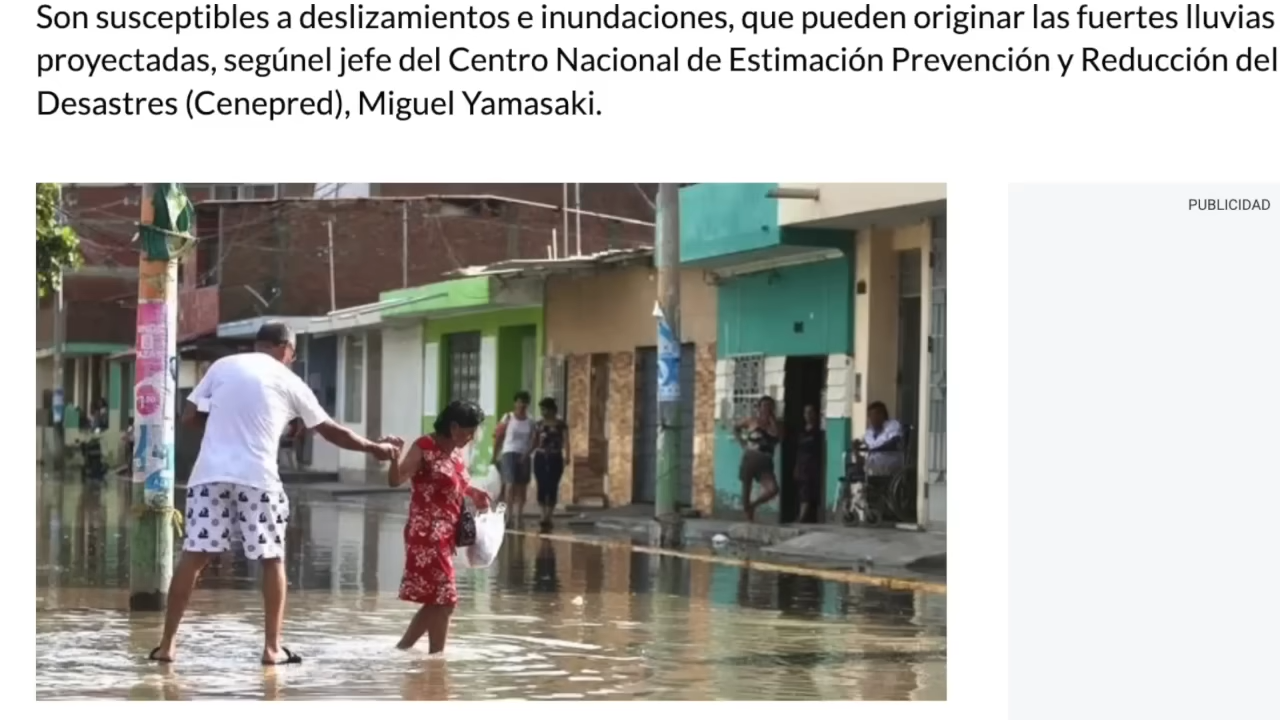 Son susceptibles a deslizamientos e inundaciones, que pueden originar las fuertes lluvias
proyectadas, segúnel jefe del Centro Nacional de Estimación Prevención y Reducción del
Desastres (Cenepred), Miguel Yamasaki.
PUBLICIDAD